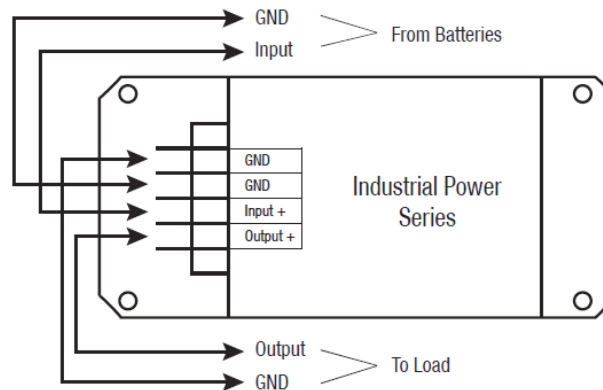 GND
Input
From Batteries
GND
GND
Input +
Output +
Industrial Power
Series
Output
GND
To Load